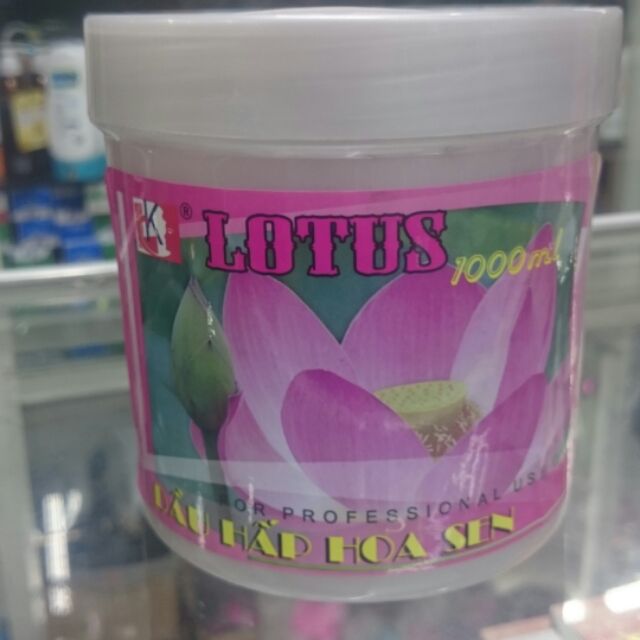 K ®
LOTUS
1000ml
FOR PROFESSIONAL USE
DẦU HẤP HOA SEN